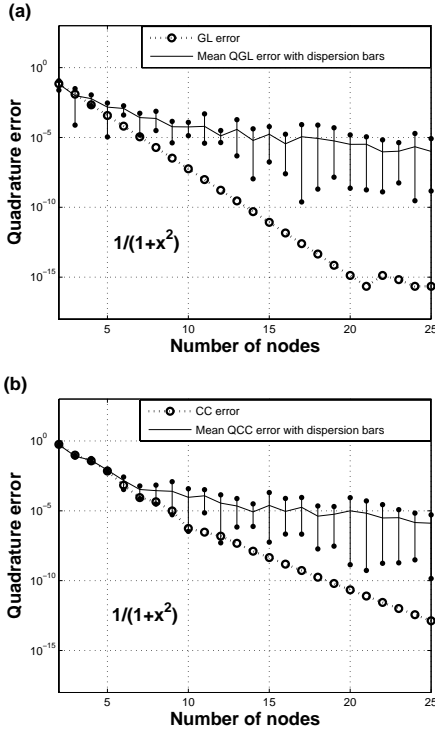 (a)
GL error
Mean QGL error with dispersion bars
10^0
10^-5
10^-10
10^-15
Quadrature error
1/(1+x^2)
5
10
15
20
25
Number of nodes
(b)
CC error
Mean QCC error with dispersion bars
10^0
10^-5
10^-10
10^-15
Quadrature error
1/(1+x^2)
5
10
15
20
25
Number of nodes